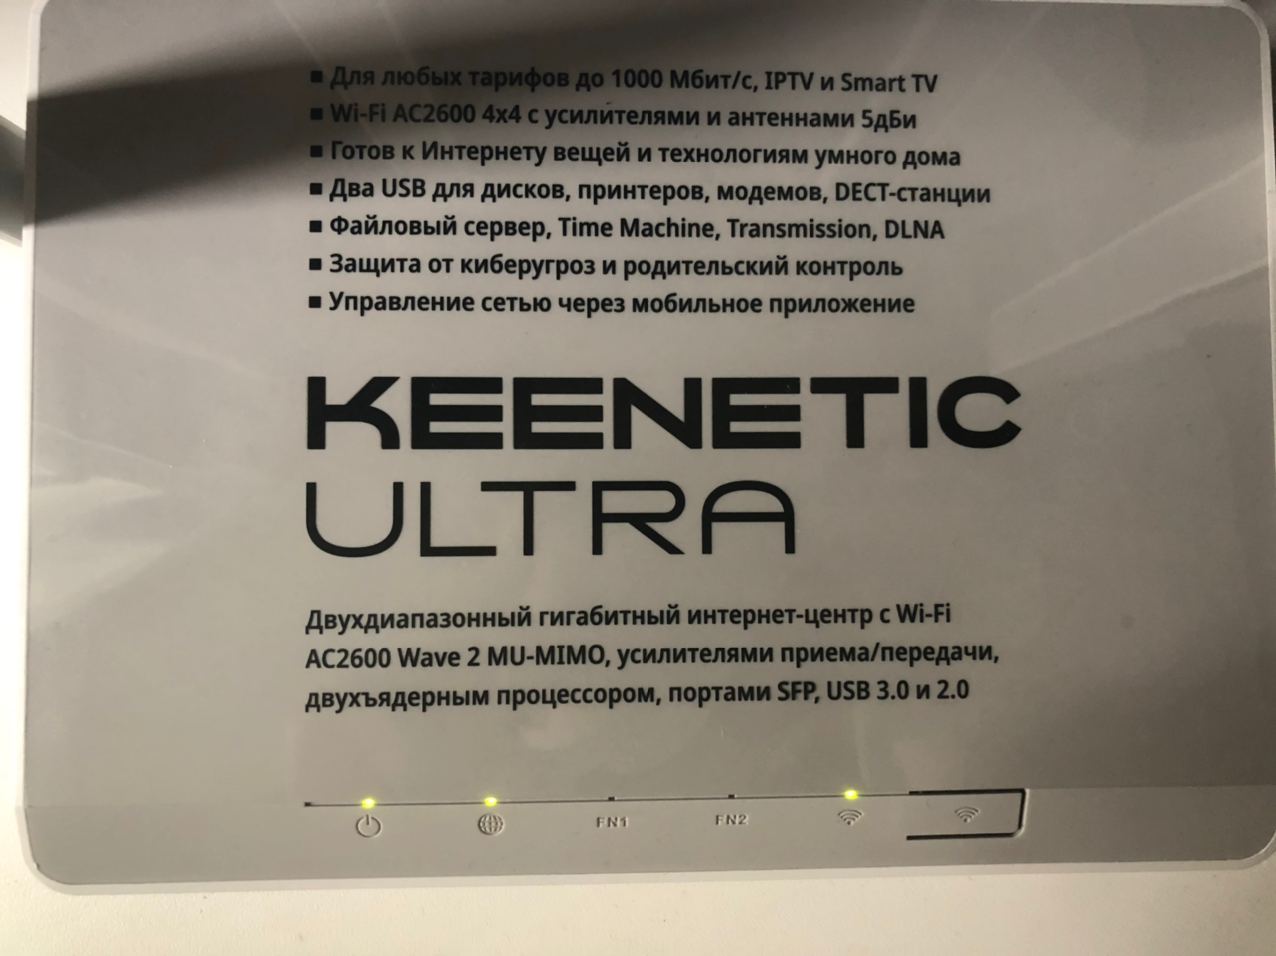 ▪ Для любых тарифов до 1000 Мбит/с, IPTV и Smart TV
▪ Wi-Fi AC2600 4x4 с усилителями и антеннами 5дБи
▪ Готов к Интернету вещей и технологиям умного дома
▪ Два USB для дисков, принтеров, модемов, DECT-станции
▪ Файловый сервер, Time Machine, Transmission, DLNA
▪ Защита от киберугроз и родительский контроль
▪ Управление сетью через мобильное приложение
KEENETIC
ULTRA
Двухдиапазонный гигабитный интернет-центр с Wi-Fi
AC2600 Wave 2 MU-MIMO, усилителями приема/передачи,
двухъядерным процессором, портами SFP, USB 3.0 и 2.0
FN1 FN2